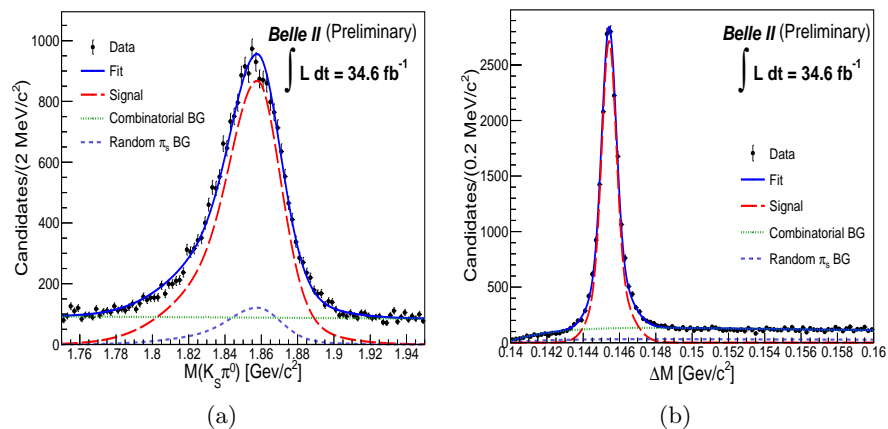 Belle II (Preliminary)
∫ L dt = 34.6 fb⁻¹
Data
Fit
Signal
Combinatorial BG
Random πₛ BG
Candidates/(2 MeV/c²)
1000
800
600
400
200
0
1.76 1.78 1.8 1.82 1.84 1.86 1.88 1.9 1.92 1.94
M(K_Sπ⁰) [Gev/c²]
(a)
Belle II (Preliminary)
∫ L dt = 34.6 fb⁻¹
Data
Fit
Signal
Combinatorial BG
Random πₛ BG
Candidates/(0.2 MeV/c²)
2500
2000
1500
1000
500
0
0.14 0.142 0.144 0.146 0.148 0.15 0.152 0.154 0.156 0.158 0.16
ΔM [Gev/c²]
(b)